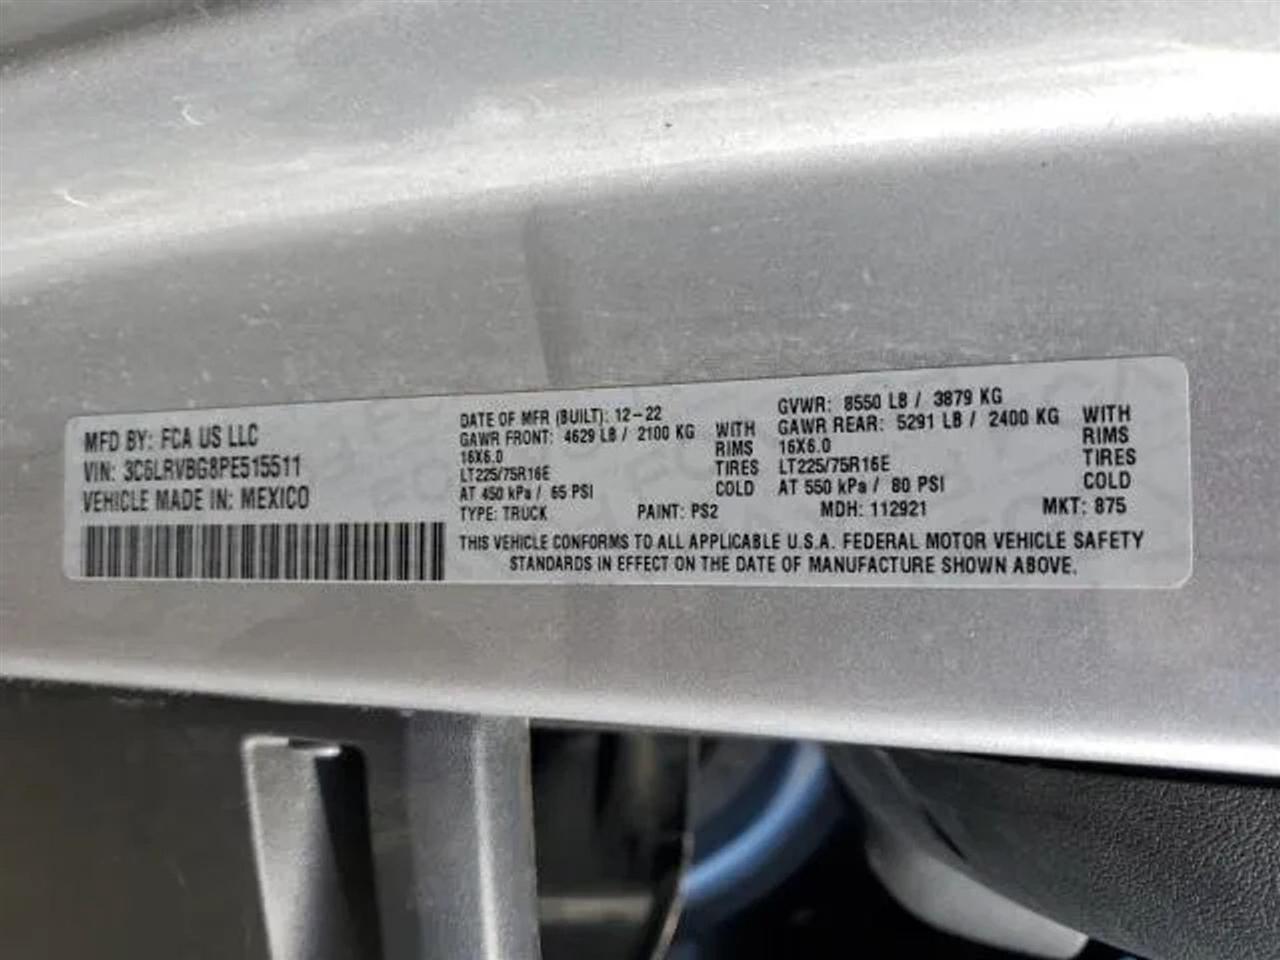 MFD BY: FCA US LLC
VIN: 3C6LRVBG8PE515511
VEHICLE MADE IN: MEXICO
DATE OF MFR (BUILT): 12-22
GAWR FRONT: 4629 LB / 2100 KG
16X6.0
LT225/75R16E
AT 450 kPa / 65 PSI
WITH
RIMS
TIRES
COLD
GVWR: 8550 LB / 3879 KG
GAWR REAR: 5291 LB / 2400 KG
16X6.0
LT225/75R16E
AT 550 kPa / 80 PSI
WITH
RIMS
TIRES
COLD
TYPE: TRUCK PAINT: PS2 MDH: 112921 MKT: 875
THIS VEHICLE CONFORMS TO ALL APPLICABLE U.S.A. FEDERAL MOTOR VEHICLE SAFETY
STANDARDS IN EFFECT ON THE DATE OF MANUFACTURE SHOWN ABOVE.